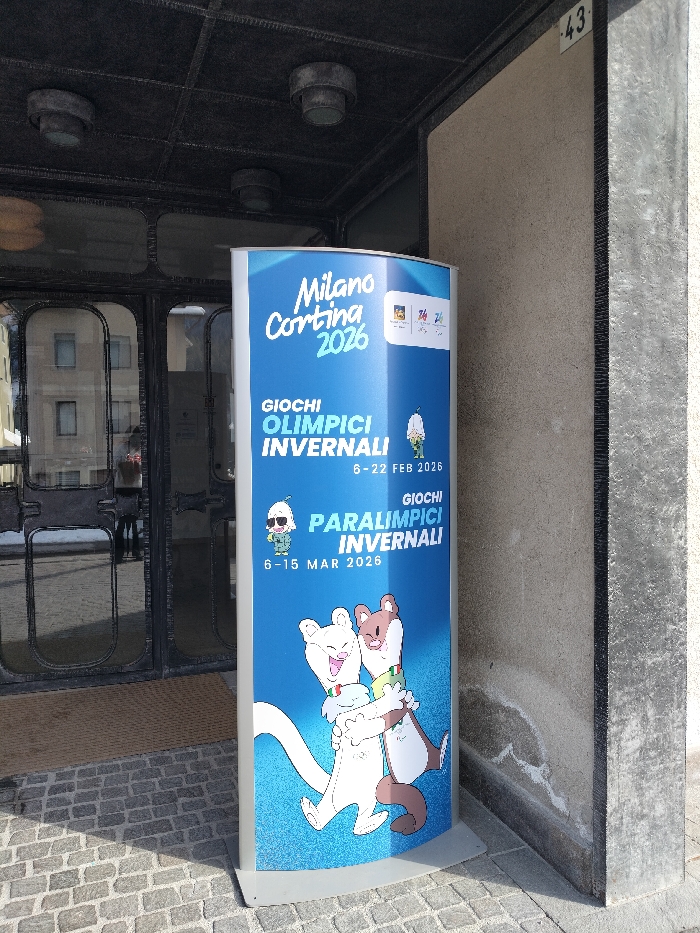 43
Milano
Cortina
2026
GIOCHI
OLIMPICI
INVERNALI
6-22 FEB 2026
GIOCHI
PARALIMPICI
INVERNALI
6-15 MAR 2026